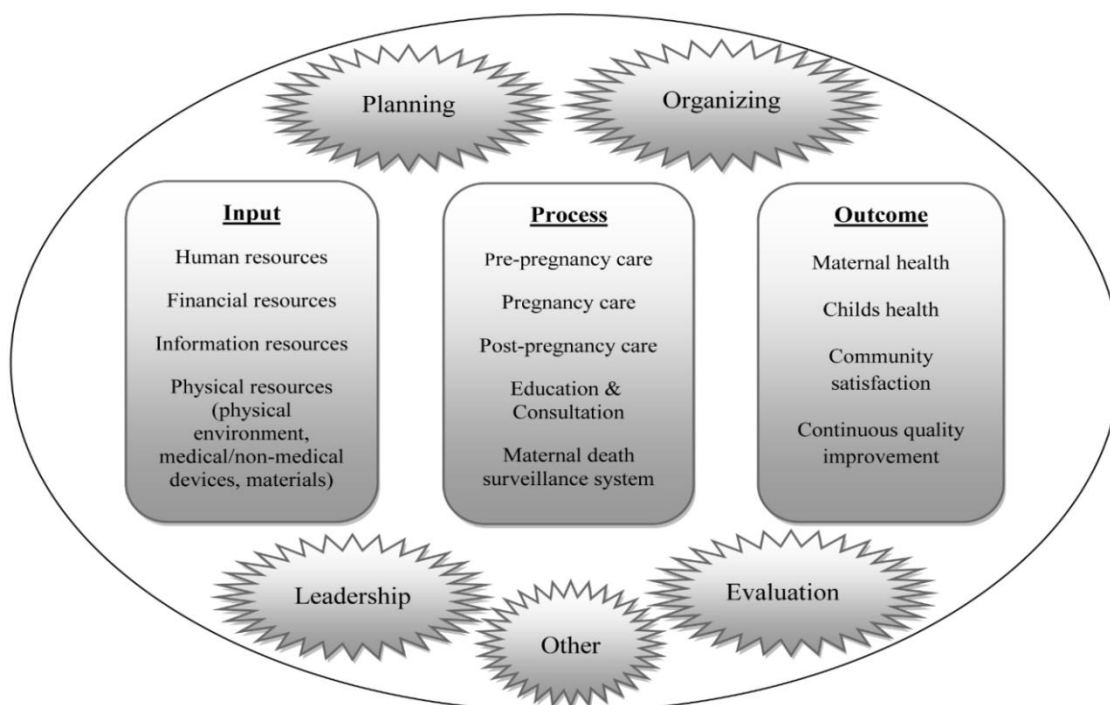 Planning
Organizing
Input
Human resources
Financial resources
Information resources
Physical resources
(physical
environment,
medical/non-medical
devices, materials)
Process
Pre-pregnancy care
Pregnancy care
Post-pregnancy care
Education &
Consultation
Maternal death
surveillance system
Outcome
Maternal health
Childs health
Community
satisfaction
Continuous quality
improvement
Leadership
Other
Evaluation